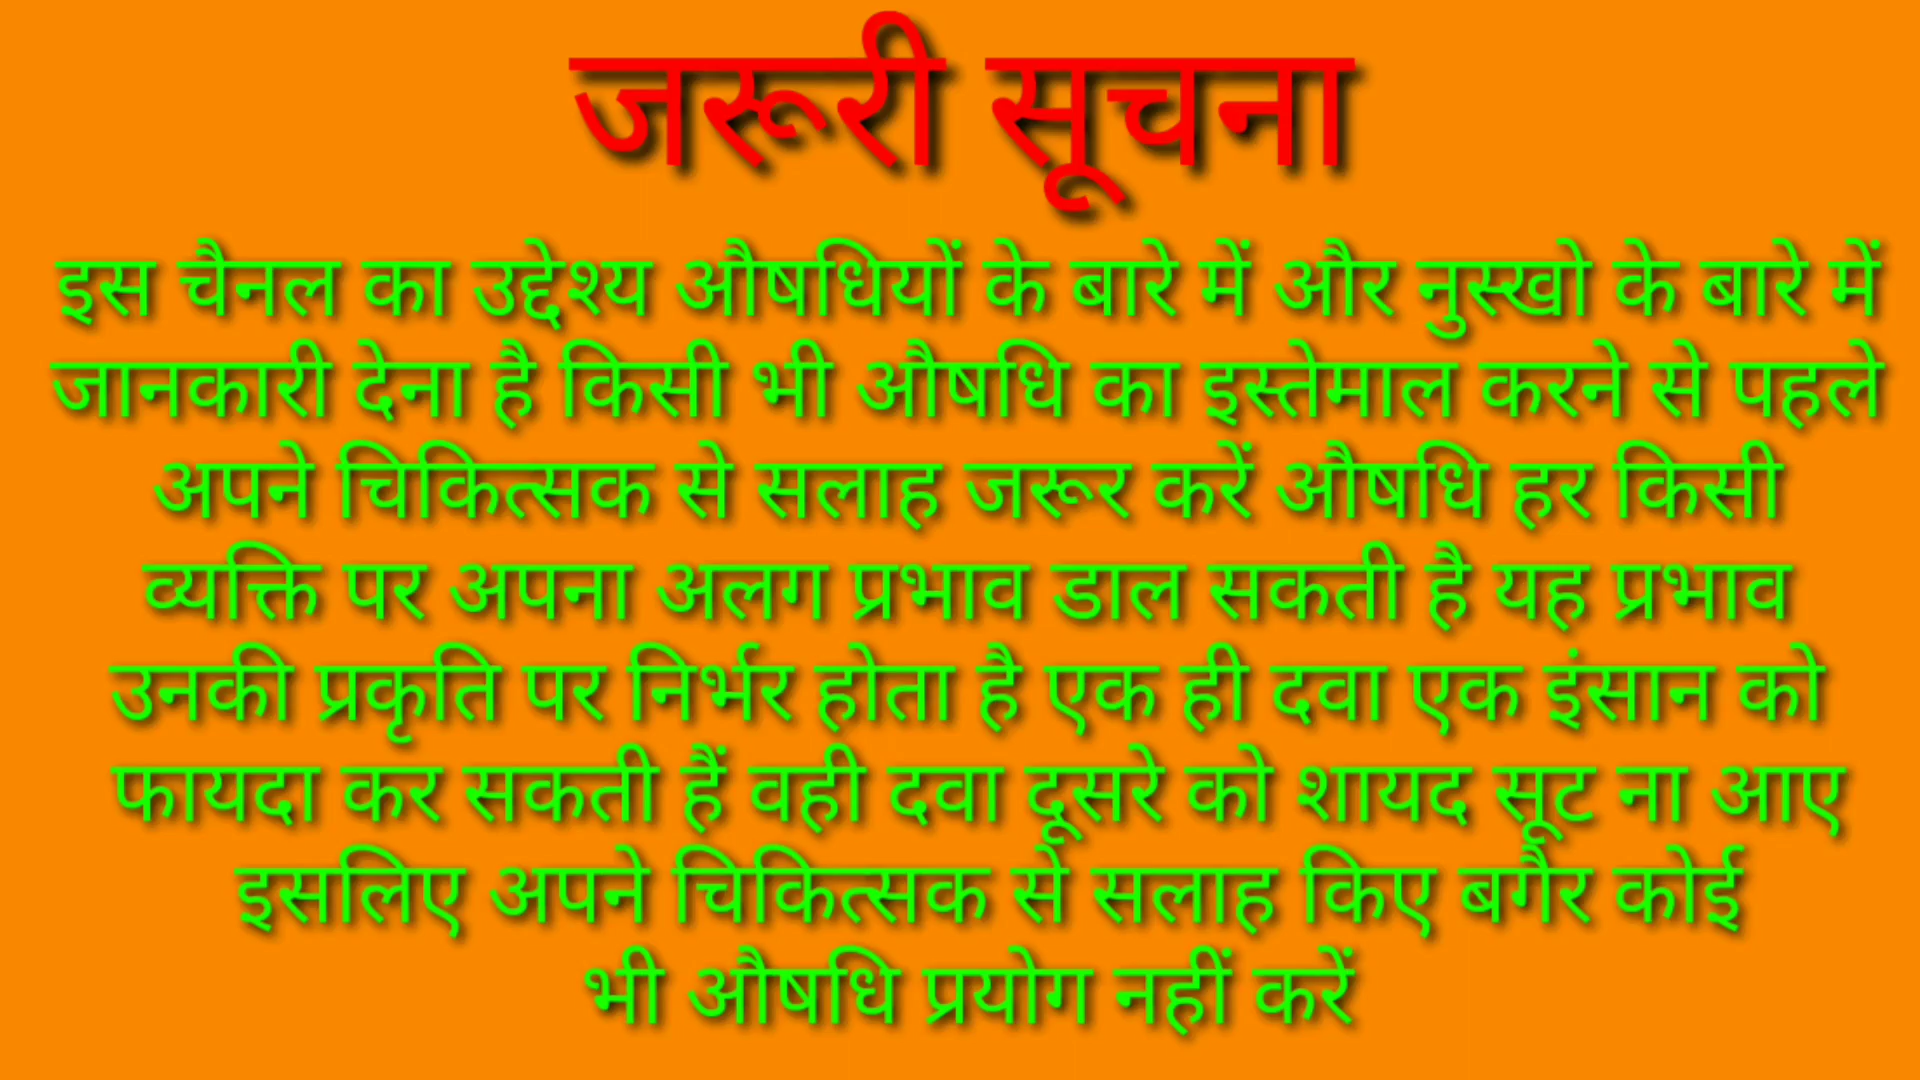 जरूरी सूचना
इस चैनल का उद्देश्य औषधियों के बारे में और नुस्खो के बारे में
जानकारी देना है किसी भी औषधि का इस्तेमाल करने से पहले
अपने चिकित्सक से सलाह जरूर करें औषधि हर किसी
व्यक्ति पर अपना अलग प्रभाव डाल सकती है यह प्रभाव
उनकी प्रकृति पर निर्भर होता है एक ही दवा एक इंसान को
फायदा कर सकती हैं वही दवा दूसरे को शायद सूट ना आए
इसलिए अपने चिकित्सक से सलाह किए बगैर कोई
भी औषधि प्रयोग नहीं करें